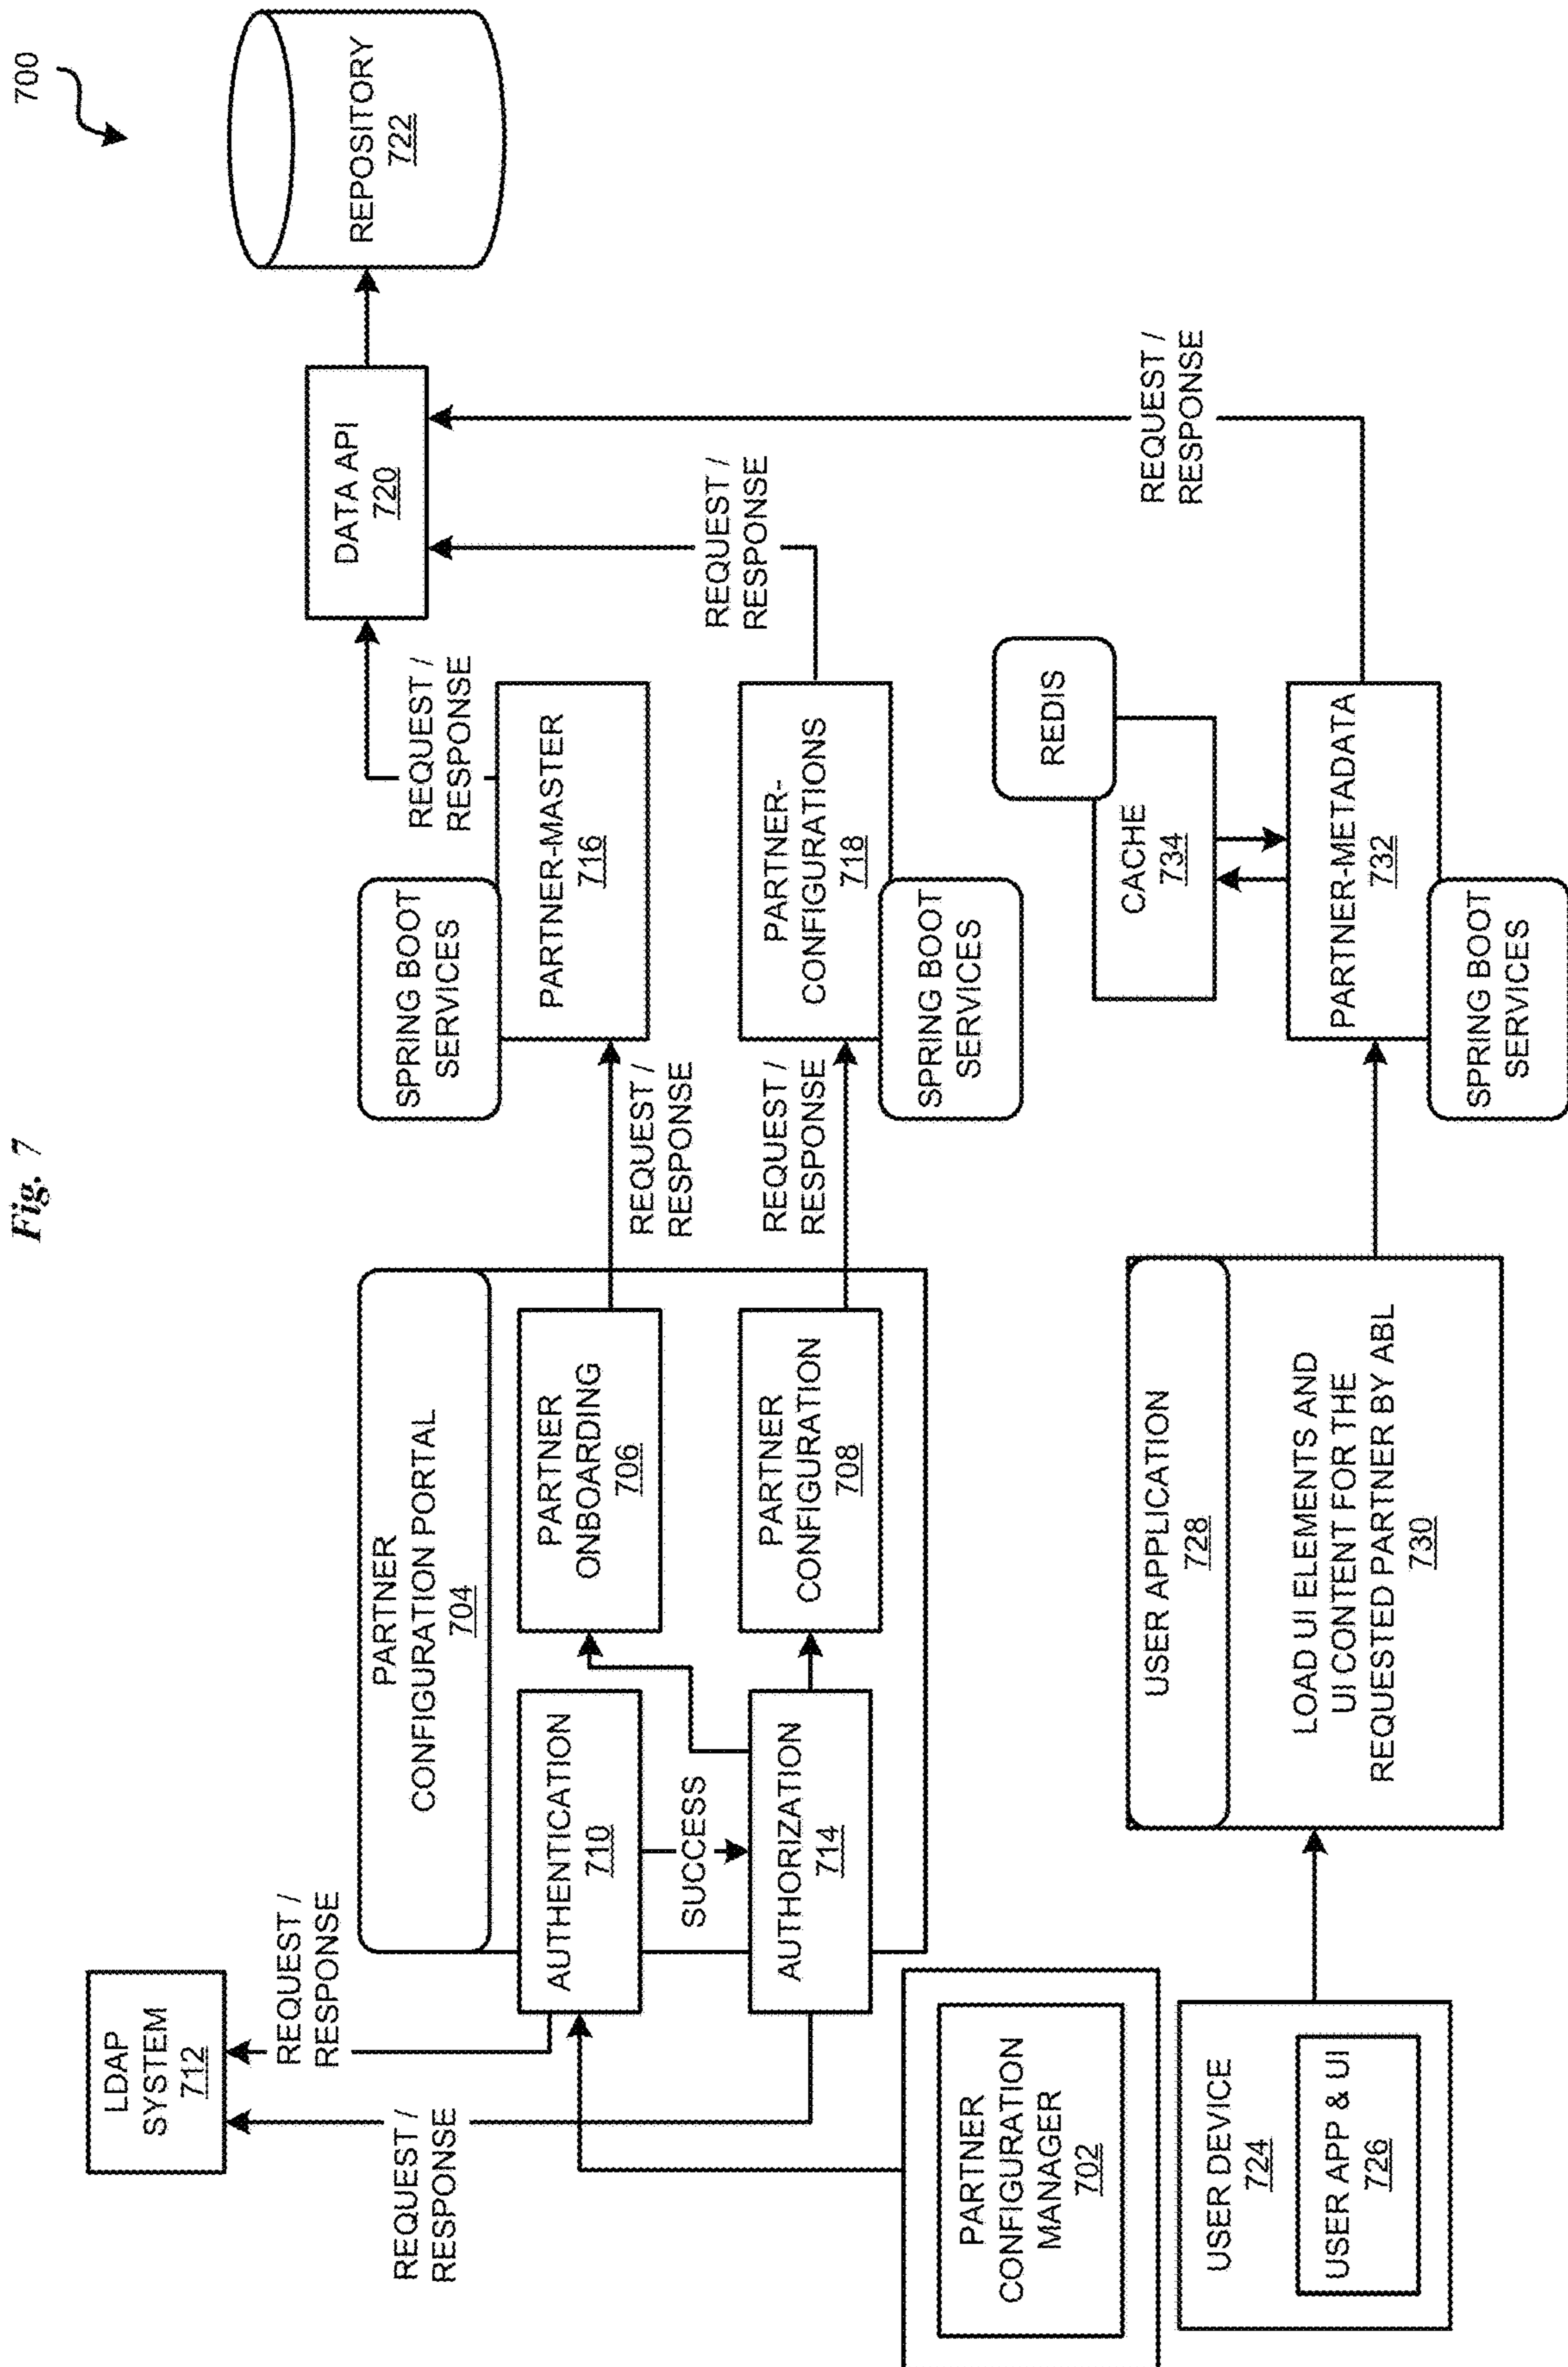 Fig. 7
700
LDAP
SYSTEM
712
REQUEST /
RESPONSE
REQUEST /
RESPONSE
PARTNER
CONFIGURATION PORTAL
704
AUTHENTICATION
710
SUCCESS
AUTHORIZATION
714
PARTNER
ONBOARDING
706
PARTNER
CONFIGURATION
708
PARTNER
CONFIGURATION
MANAGER
702
REQUEST /
RESPONSE
REQUEST /
RESPONSE
SPRING BOOT
SERVICES
PARTNER-MASTER
716
PARTNER-
CONFIGURATIONS
718
SPRING BOOT
SERVICES
REQUEST /
RESPONSE
REQUEST /
RESPONSE
DATA API
720
REPOSITORY
722
USER DEVICE
724
USER APP & UI
726
USER APPLICATION
728
LOAD UI ELEMENTS AND
UI CONTENT FOR THE
REQUESTED PARTNER BY ABL
730
REDIS
CACHE
734
PARTNER-METADATA
732
SPRING BOOT
SERVICES
REQUEST /
RESPONSE